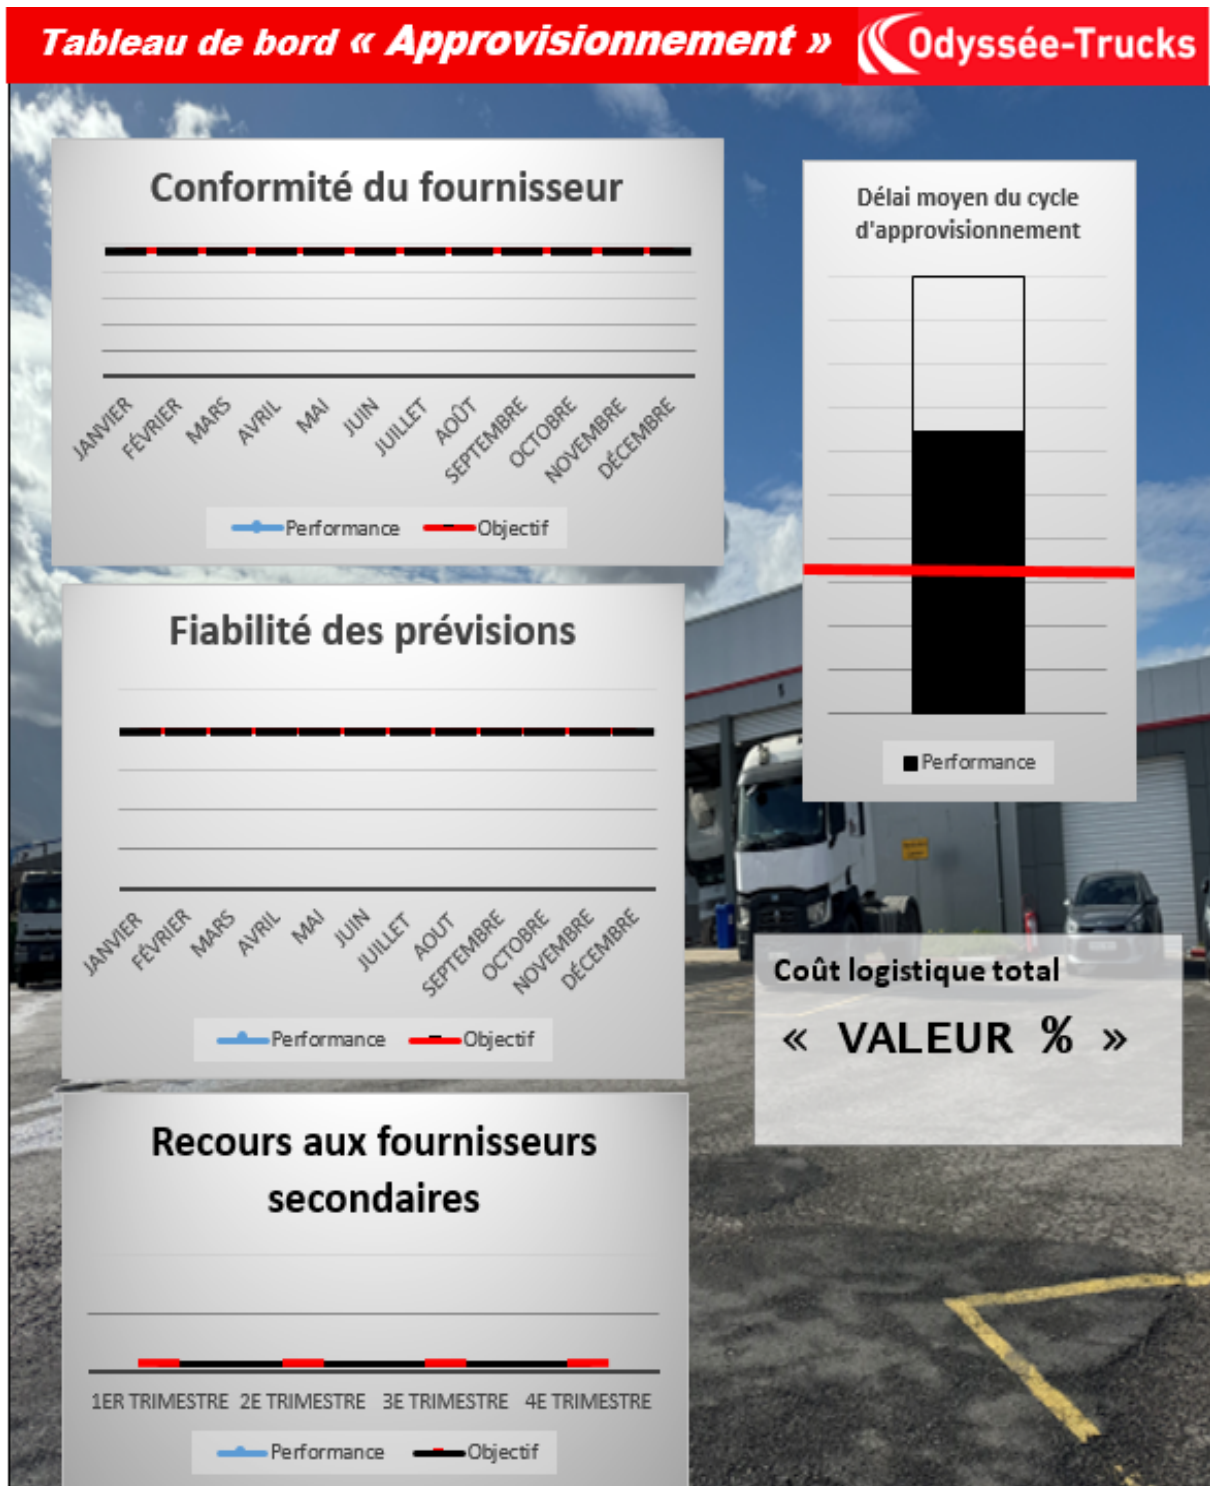 Tableau de bord « Approvisionnement »
Odyssée-Trucks
Conformité du fournisseur
JANVIER
FÉVRIER
MARS
AVRIL
MAI
JUIN
JUILLET
AOÛT
SEPTEMBRE
OCTOBRE
NOVEMBRE
DÉCEMBRE
Performance
Objectif
Délai moyen du cycle
d'approvisionnement
Performance
Fiabilité des prévisions
JANVIER
FÉVRIER
MARS
AVRIL
MAI
JUIN
JUILLET
AOUT
SEPTEMBRE
OCTOBRE
NOVEMBRE
DÉCEMBRE
Performance
Objectif
Coût logistique total
« VALEUR % »
Recours aux fournisseurs
secondaires
1ER TRIMESTRE 2E TRIMESTRE 3E TRIMESTRE 4E TRIMESTRE
Performance
Objectif